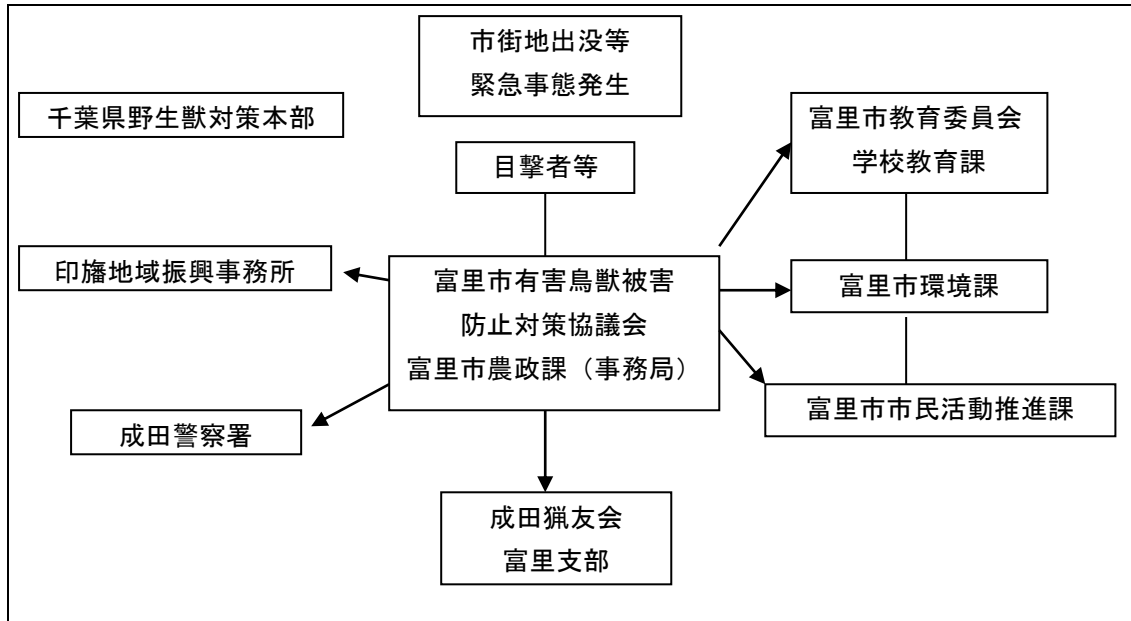 市街地出没等
緊急事態発生
千葉県野生獣対策本部
富里市教育委員会
学校教育課
目撃者等
印旛地域振興事務所
富里市有害鳥獣被害
防止対策協議会
富里市農政課（事務局）
富里市環境課
成田警察署
富里市市民活動推進課
成田猟友会
富里支部